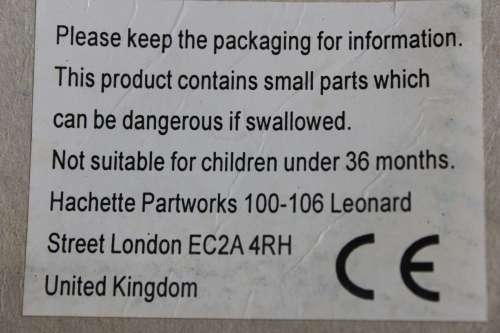 Please keep the packaging for information.
This product contains small parts which
can be dangerous if swallowed.
Not suitable for children under 36 months.
Hachette Partworks 100-106 Leonard
Street London EC2A 4RH
United Kingdom
CE